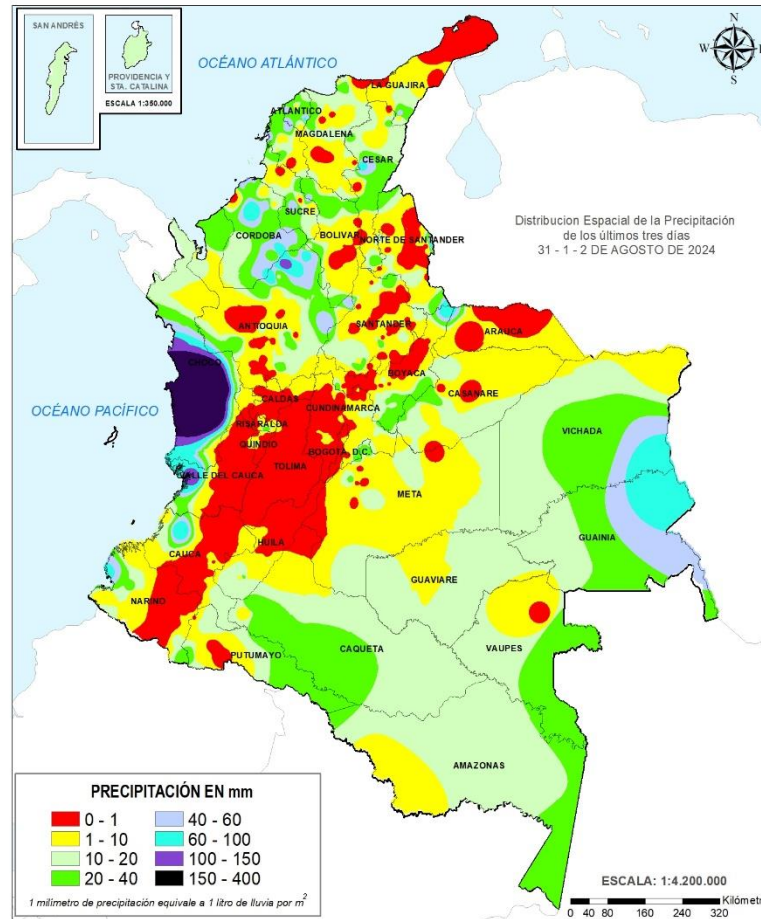 SAN ANDRÉS
PROVIDENCIA Y
STA. CATALINA
ESCALA 1:350.000
OCÉANO ATLÁNTICO
N
W
E
S
LA GUAJIRA
ATLANTICO
MAGDALENA
CESAR
SUCRE
CORDOBA
BOLIVAR
NORTE DE SANTANDER
Distribucion Espacial de la Precipitación
de los últimos tres días
31 - 1 - 2 DE AGOSTO DE 2024
ANTIOQUIA
SANTANDER
ARAUCA
CHOCO
BOYACA
CASANARE
OCÉANO PACÍFICO
CALDAS
CUNDINAMARCA
RISARALDA
QUINDIO
BOGOTA, D.C.
VICHADA
TOLIMA
VALLE DEL CAUCA
META
GUAINIA
HUILA
CAUCA
GUAVIARE
NARIÑO
CAQUETA
VAUPES
PUTUMAYO
AMAZONAS
PRECIPITACIÓN EN mm
0 - 1
40 - 60
1 - 10
60 - 100
10 - 20
100 - 150
20 - 40
150 - 400
1 milímetro de precipitación equivale a 1 litro de lluvia por m²
ESCALA: 1:4.200.000
0 40 80 160 240 320
Kilómet